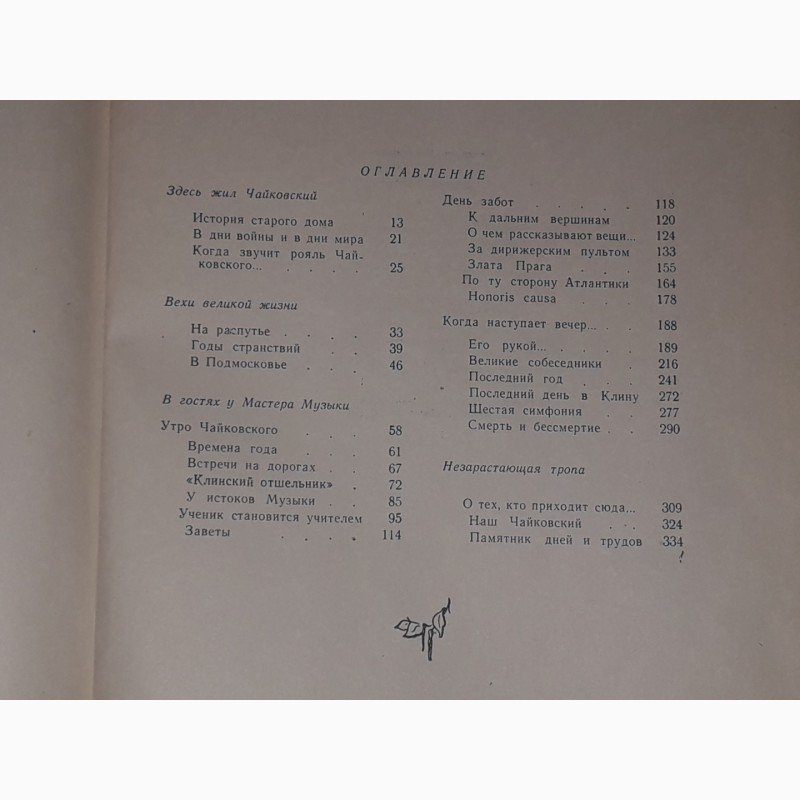 ОГЛАВЛЕНИЕ
Здесь жил Чайковский
История старого дома 13
В дни войны и в дни мира 21
Когда звучит рояль Чай-
ковского... . . . . 25
Вехи великой жизни
На распутье . . . . 33
Годы странствий . . . 39
В Подмосковье . . . 46
В гостях у Мастера Музыки
Утро Чайковского . . . 58
Времена года . . . 61
Встречи на дорогах . . 67
«Клинский отшельник» . 72
У истоков Музыки . . 85
Ученик становится учителем 95
Заветы . . . . 114
День забот . . . . . 118
К дальним вершинам 120
О чем рассказывают вещи... 124
За дирижерским пультом 133
Злата Прага . . . 155
По ту сторону Атлантики 164
Honoris causa . . . 178
Когда наступает вечер... . . 188
Его рукой... . . . . 189
Великие собеседники . 216
Последний год . . . 241
Последний день в Клину 272
Шестая симфония . . 277
Смерть и бессмертие . . 290
Незарастающая тропа
О тех, кто приходит сюда... 309
Наш Чайковский . . . 324
Памятник дней и трудов 334